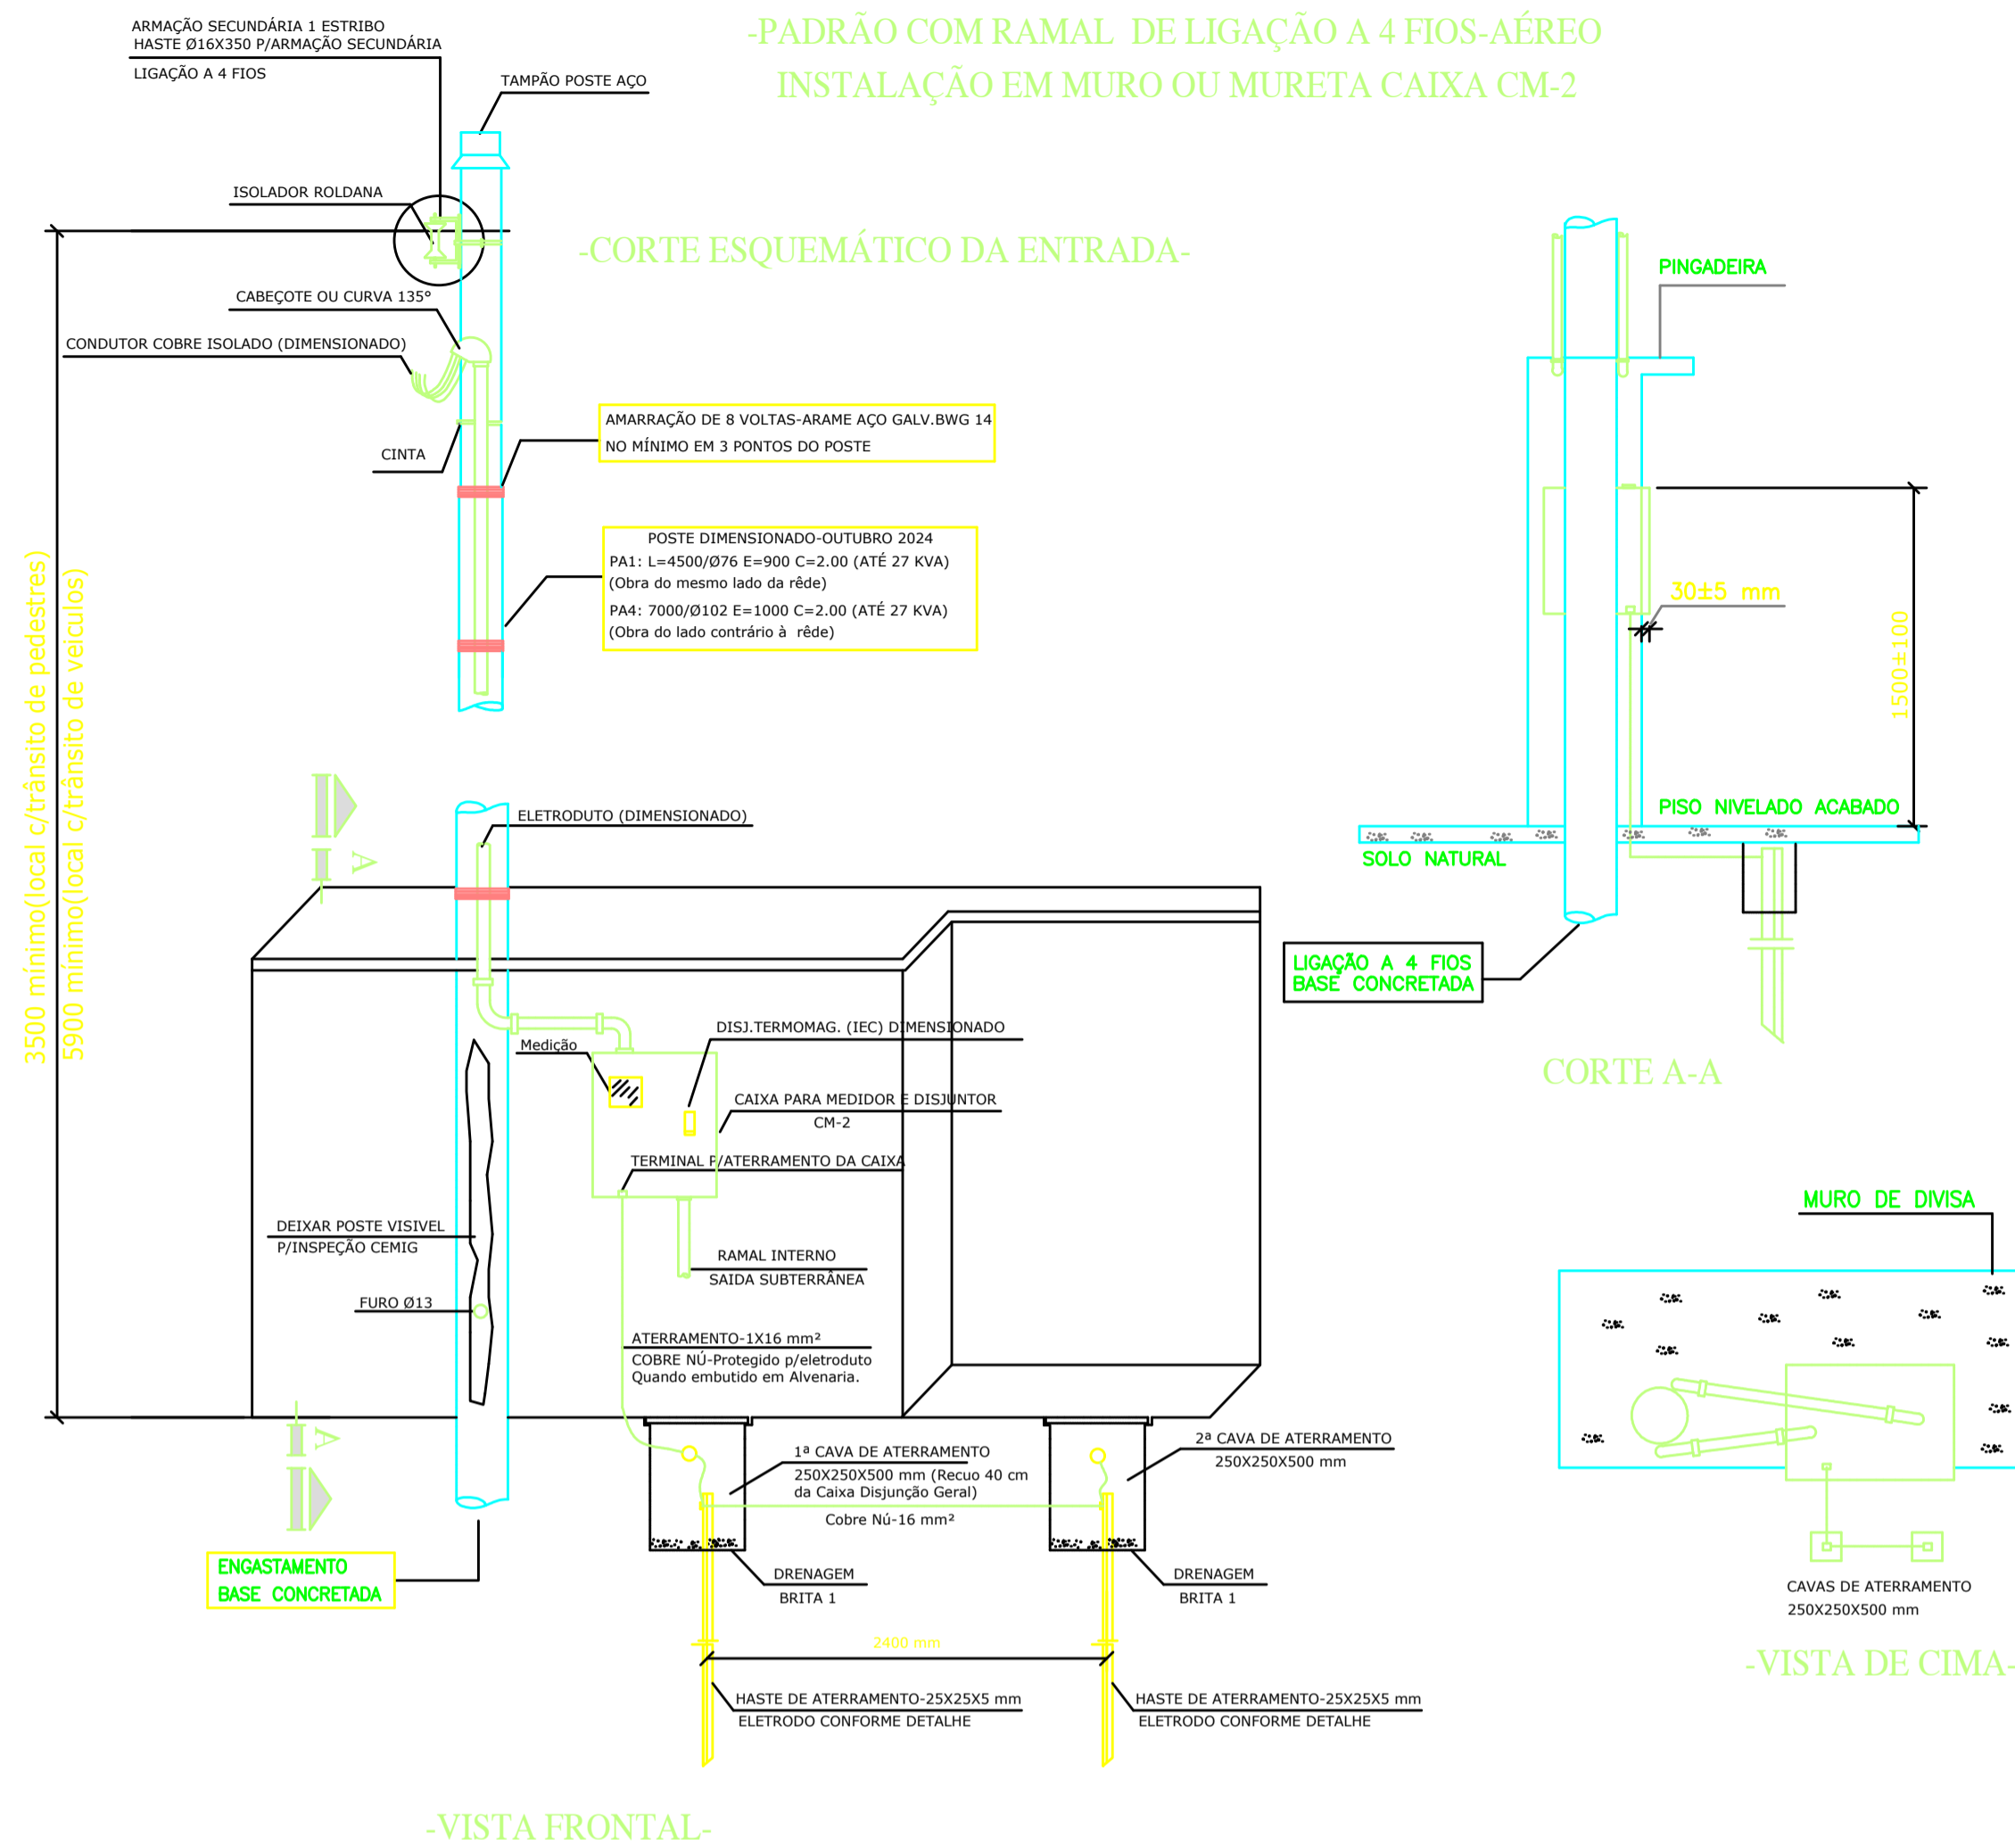 -PADRÃO COM RAMAL DE LIGAÇÃO A 4 FIOS-AÉREO
INSTALAÇÃO EM MURO OU MURETA CAIXA CM-2
ARMAÇÃO SECUNDÁRIA 1 ESTRIBO
HASTE Ø16X350 P/ARMAÇÃO SECUNDÁRIA
LIGAÇÃO A 4 FIOS
TAMPÃO POSTE AÇO
ISOLADOR ROLDANA
-CORTE ESQUEMÁTICO DA ENTRADA-
CABEÇOTE OU CURVA 135°
CONDUTOR COBRE ISOLADO (DIMENSIONADO)
AMARRAÇÃO DE 8 VOLTAS-ARAME AÇO GALV.BWG 14
NO MÍNIMO EM 3 PONTOS DO POSTE
CINTA
POSTE DIMENSIONADO-OUTUBRO 2024
PA1: L=4500/Ø76 E=900 C=2.00 (ATÉ 27 KVA)
(Obra do mesmo lado da rêde)
PA4: 7000/Ø102 E=1000 C=2.00 (ATÉ 27 KVA)
(Obra do lado contrário à rêde)
3500 mínimo(local c/trânsito de pedestres)
5900 mínimo(local c/trânsito de veiculos)
A
ELETRODUTO (DIMENSIONADO)
DISJ.TERMOMAG. (IEC) DIMENSIONADO
Medição
CAIXA PARA MEDIDOR E DISJUNTOR
CM-2
TERMINAL P/ATERRAMENTO DA CAIXA
DEIXAR POSTE VISIVEL
P/INSPEÇÃO CEMIG
RAMAL INTERNO
SAIDA SUBTERRÂNEA
FURO Ø13
ATERRAMENTO-1X16 mm²
COBRE NÚ-Protegido p/eletroduto
Quando embutido em Alvenaria.
A
1ª CAVA DE ATERRAMENTO
250X250X500 mm (Recuo 40 cm
da Caixa Disjunção Geral)
Cobre Nú-16 mm²
2ª CAVA DE ATERRAMENTO
250X250X500 mm
ENGASTAMENTO
BASE CONCRETADA
DRENAGEM
BRITA 1
DRENAGEM
BRITA 1
2400 mm
HASTE DE ATERRAMENTO-25X25X5 mm
ELETRODO CONFORME DETALHE
HASTE DE ATERRAMENTO-25X25X5 mm
ELETRODO CONFORME DETALHE
-VISTA FRONTAL-
PINGADEIRA
30±5 mm
1500±100
PISO NIVELADO ACABADO
SOLO NATURAL
LIGAÇÃO A 4 FIOS
BASE CONCRETADA
CORTE A-A
MURO DE DIVISA
CAVAS DE ATERRAMENTO
250X250X500 mm
-VISTA DE CIMA-